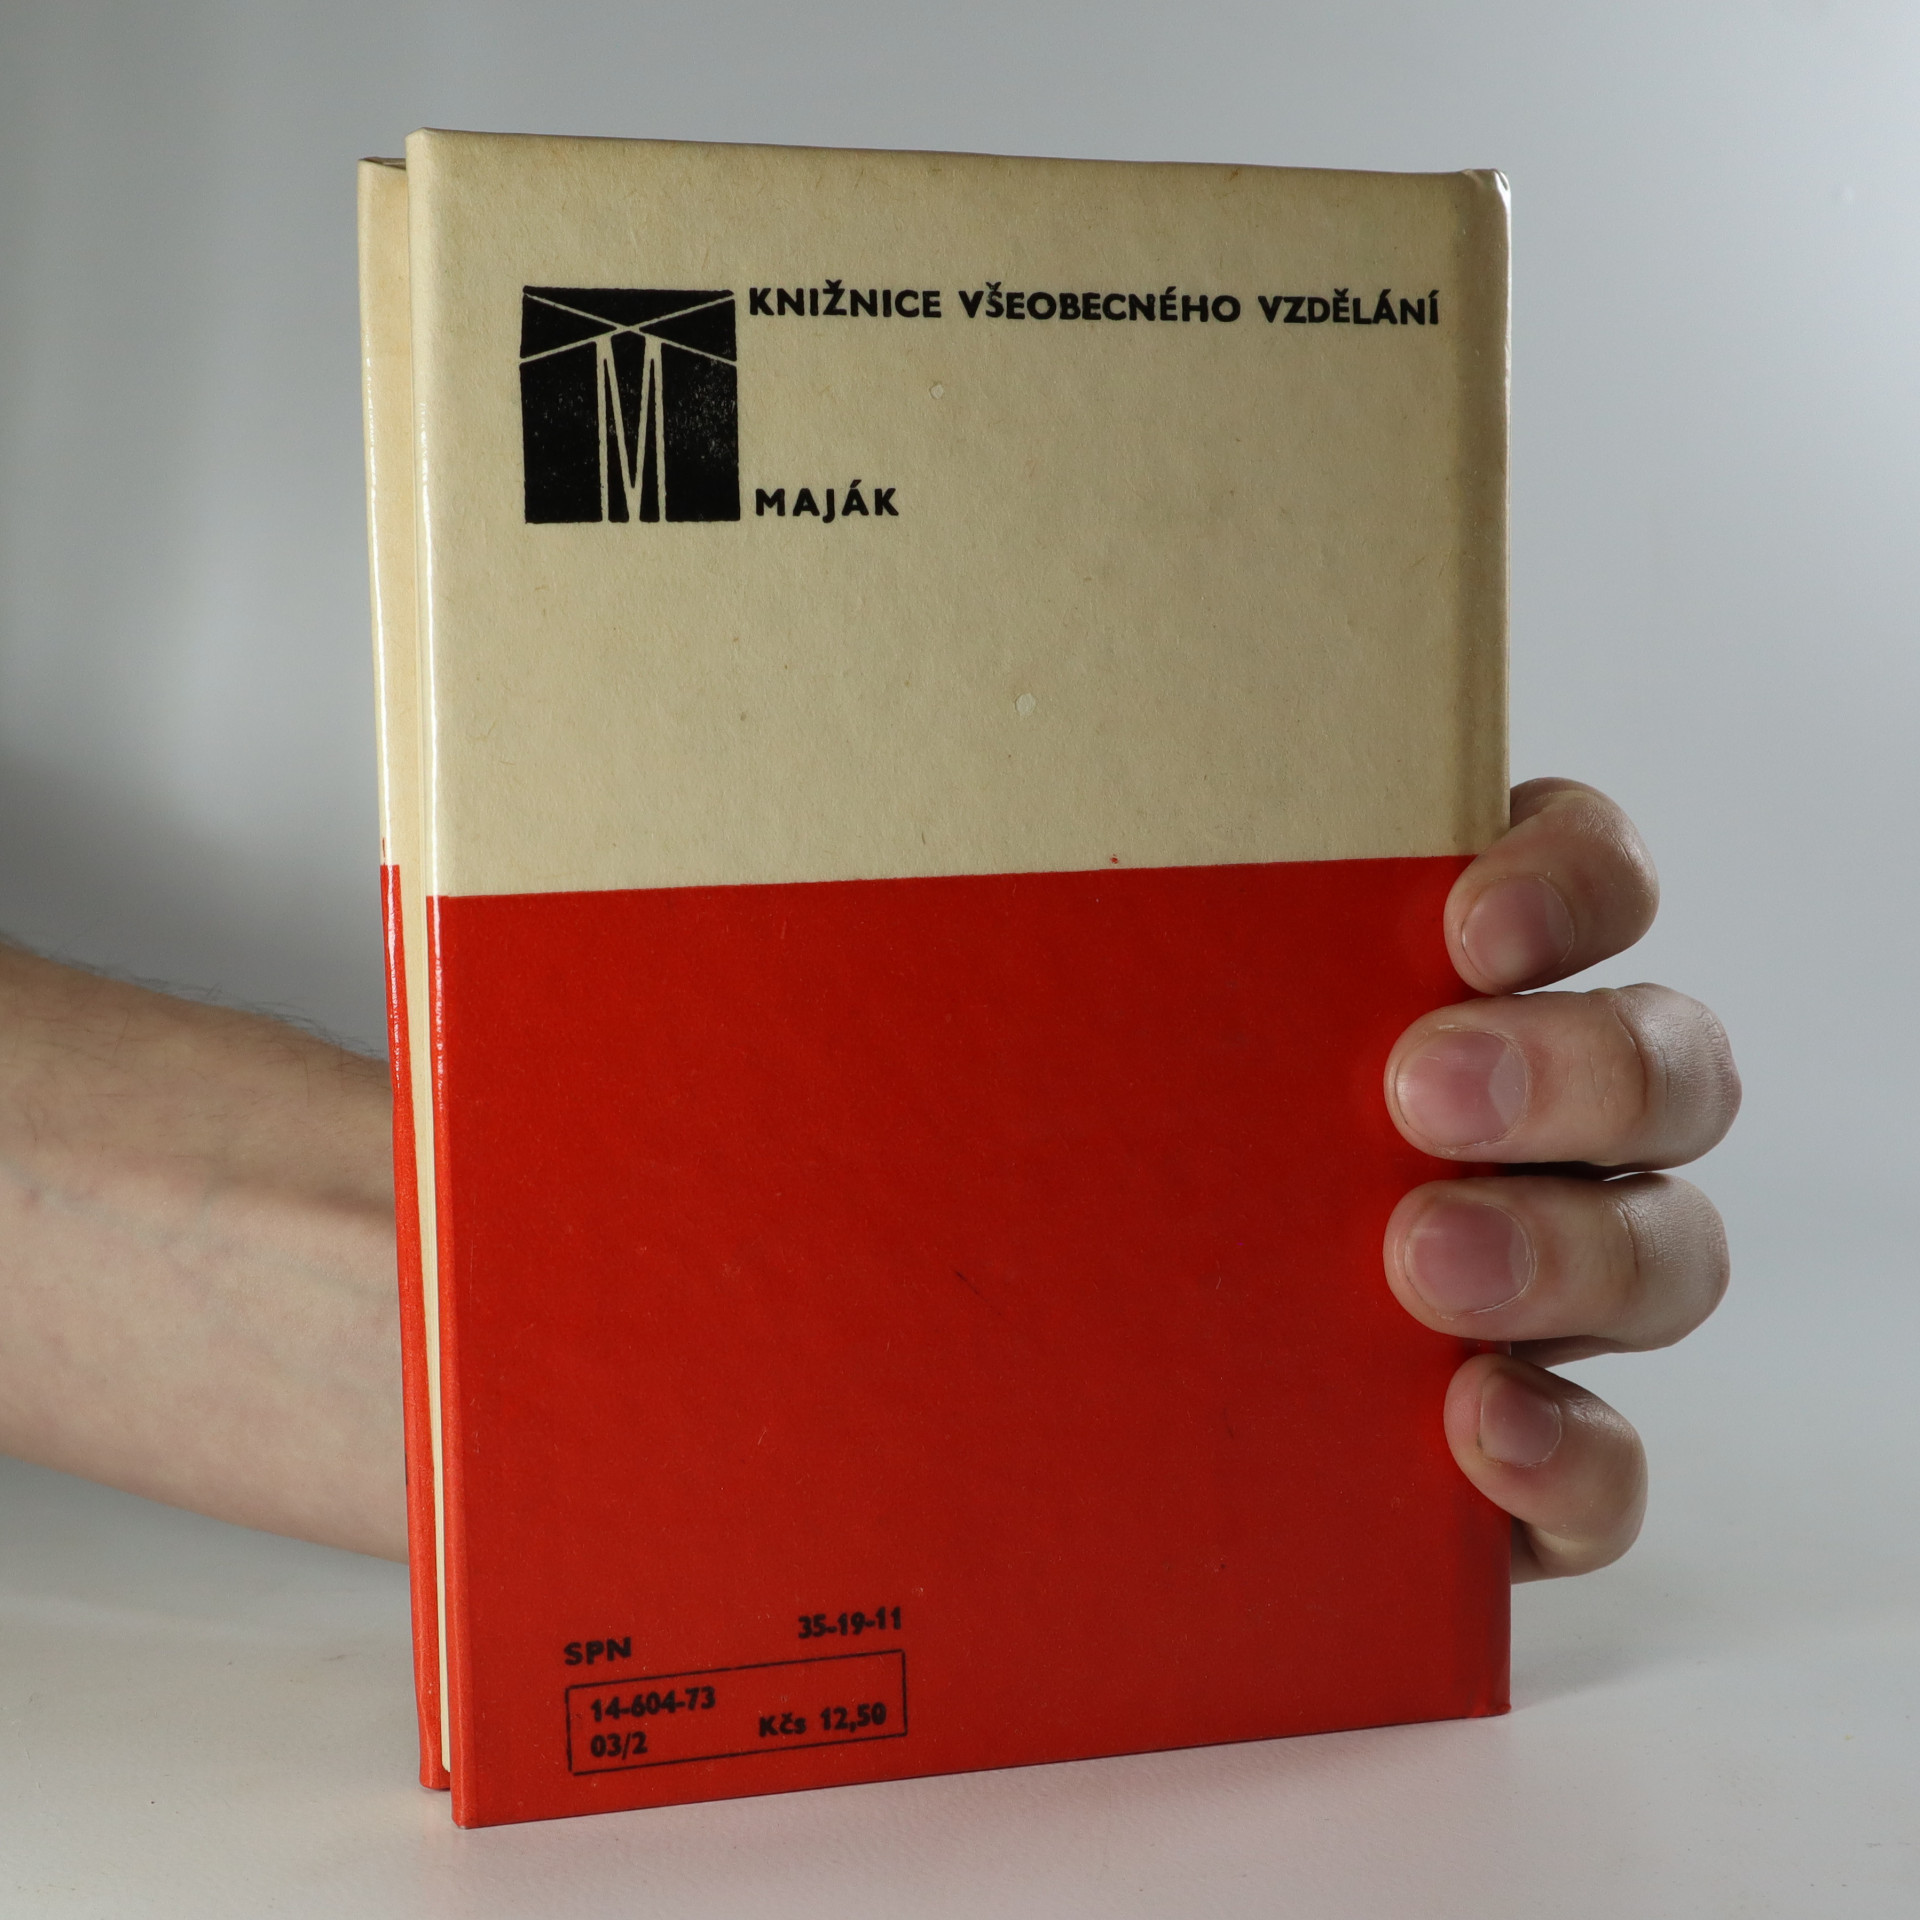 KNIŽNICE VŠEOBECNÉHO VZDĚLÁNÍ
MAJÁK
SPN 35-19-11
14-604-73
03/2 Kčs 12,50